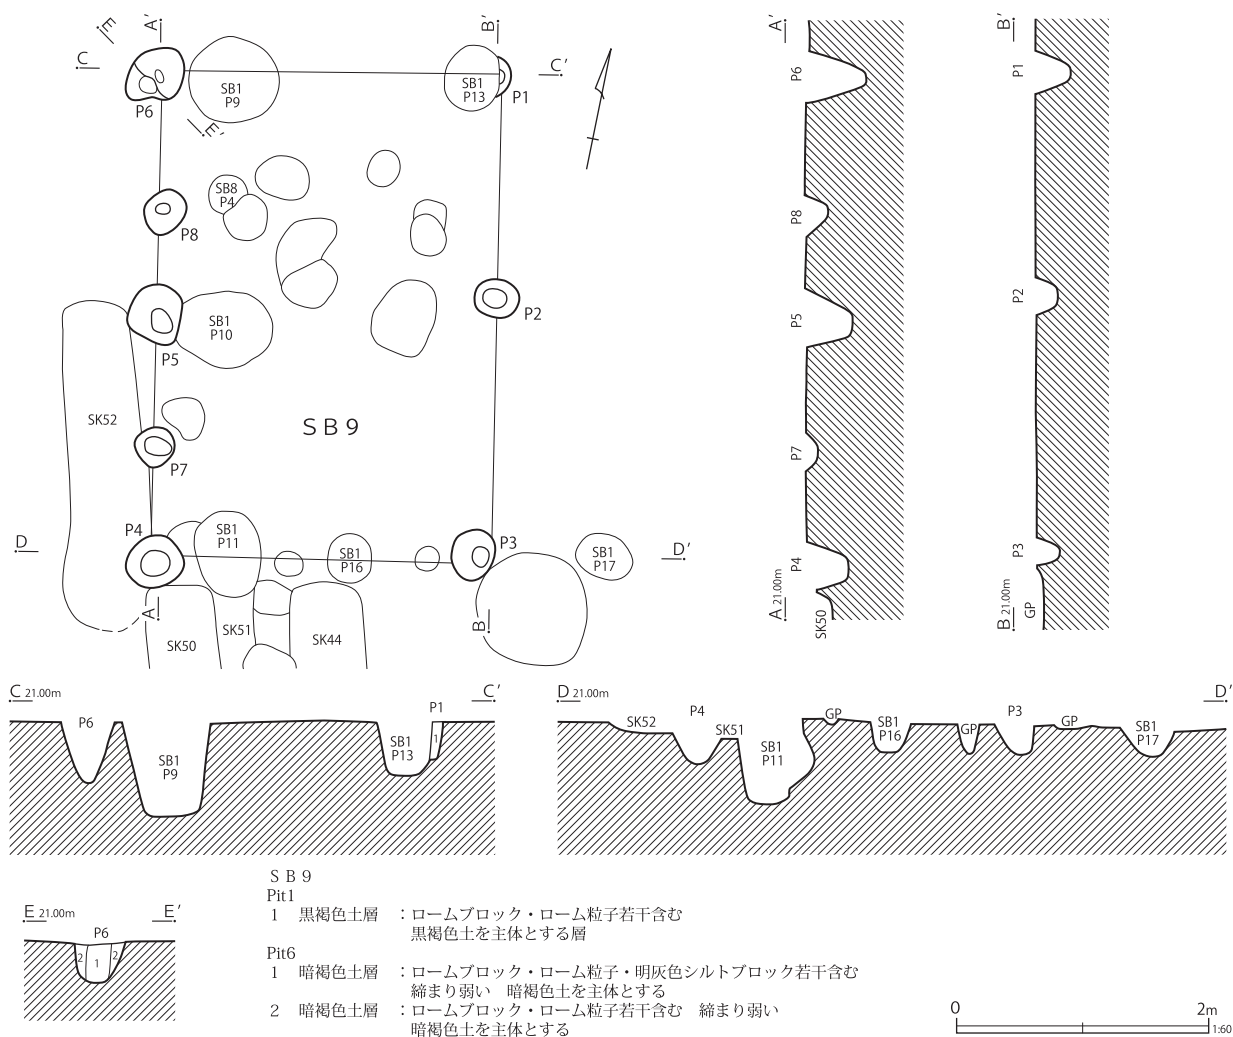 E
A′
B′
C
C′
P6
SB1
P9
SB1
P13
P1
E′
SB8
P4
P8
P2
SB1
P10
P5
SK52
SB9
P7
P4
P3
D
D′
SB1
P11
SB1
P16
SB1
P17
A
B
SK50
SK51
SK44
A′
P6
P8
P5
P7
P4
A 21.00m
SK50
B′
P1
P2
P3
B 21.00m
GP
C 21.00m
C′
P6
SB1
P9
SB1
P13
P1
1
D 21.00m
D′
SK52
P4
SK51
SB1
P11
GP
SB1
P16
GP
P3
GP
SB1
P17
E 21.00m
E′
P6
2
1
2
SB9
Pit1
1 黒褐色土層 :ロームブロック・ローム粒子若干含む
黒褐色土を主体とする層
Pit6
1 暗褐色土層 :ロームブロック・ローム粒子・明灰色シルトブロック若干含む
締まり弱い 暗褐色土を主体とする
2 暗褐色土層 :ロームブロック・ローム粒子若干含む 締まり弱い
暗褐色土を主体とする
0
2m
1:60